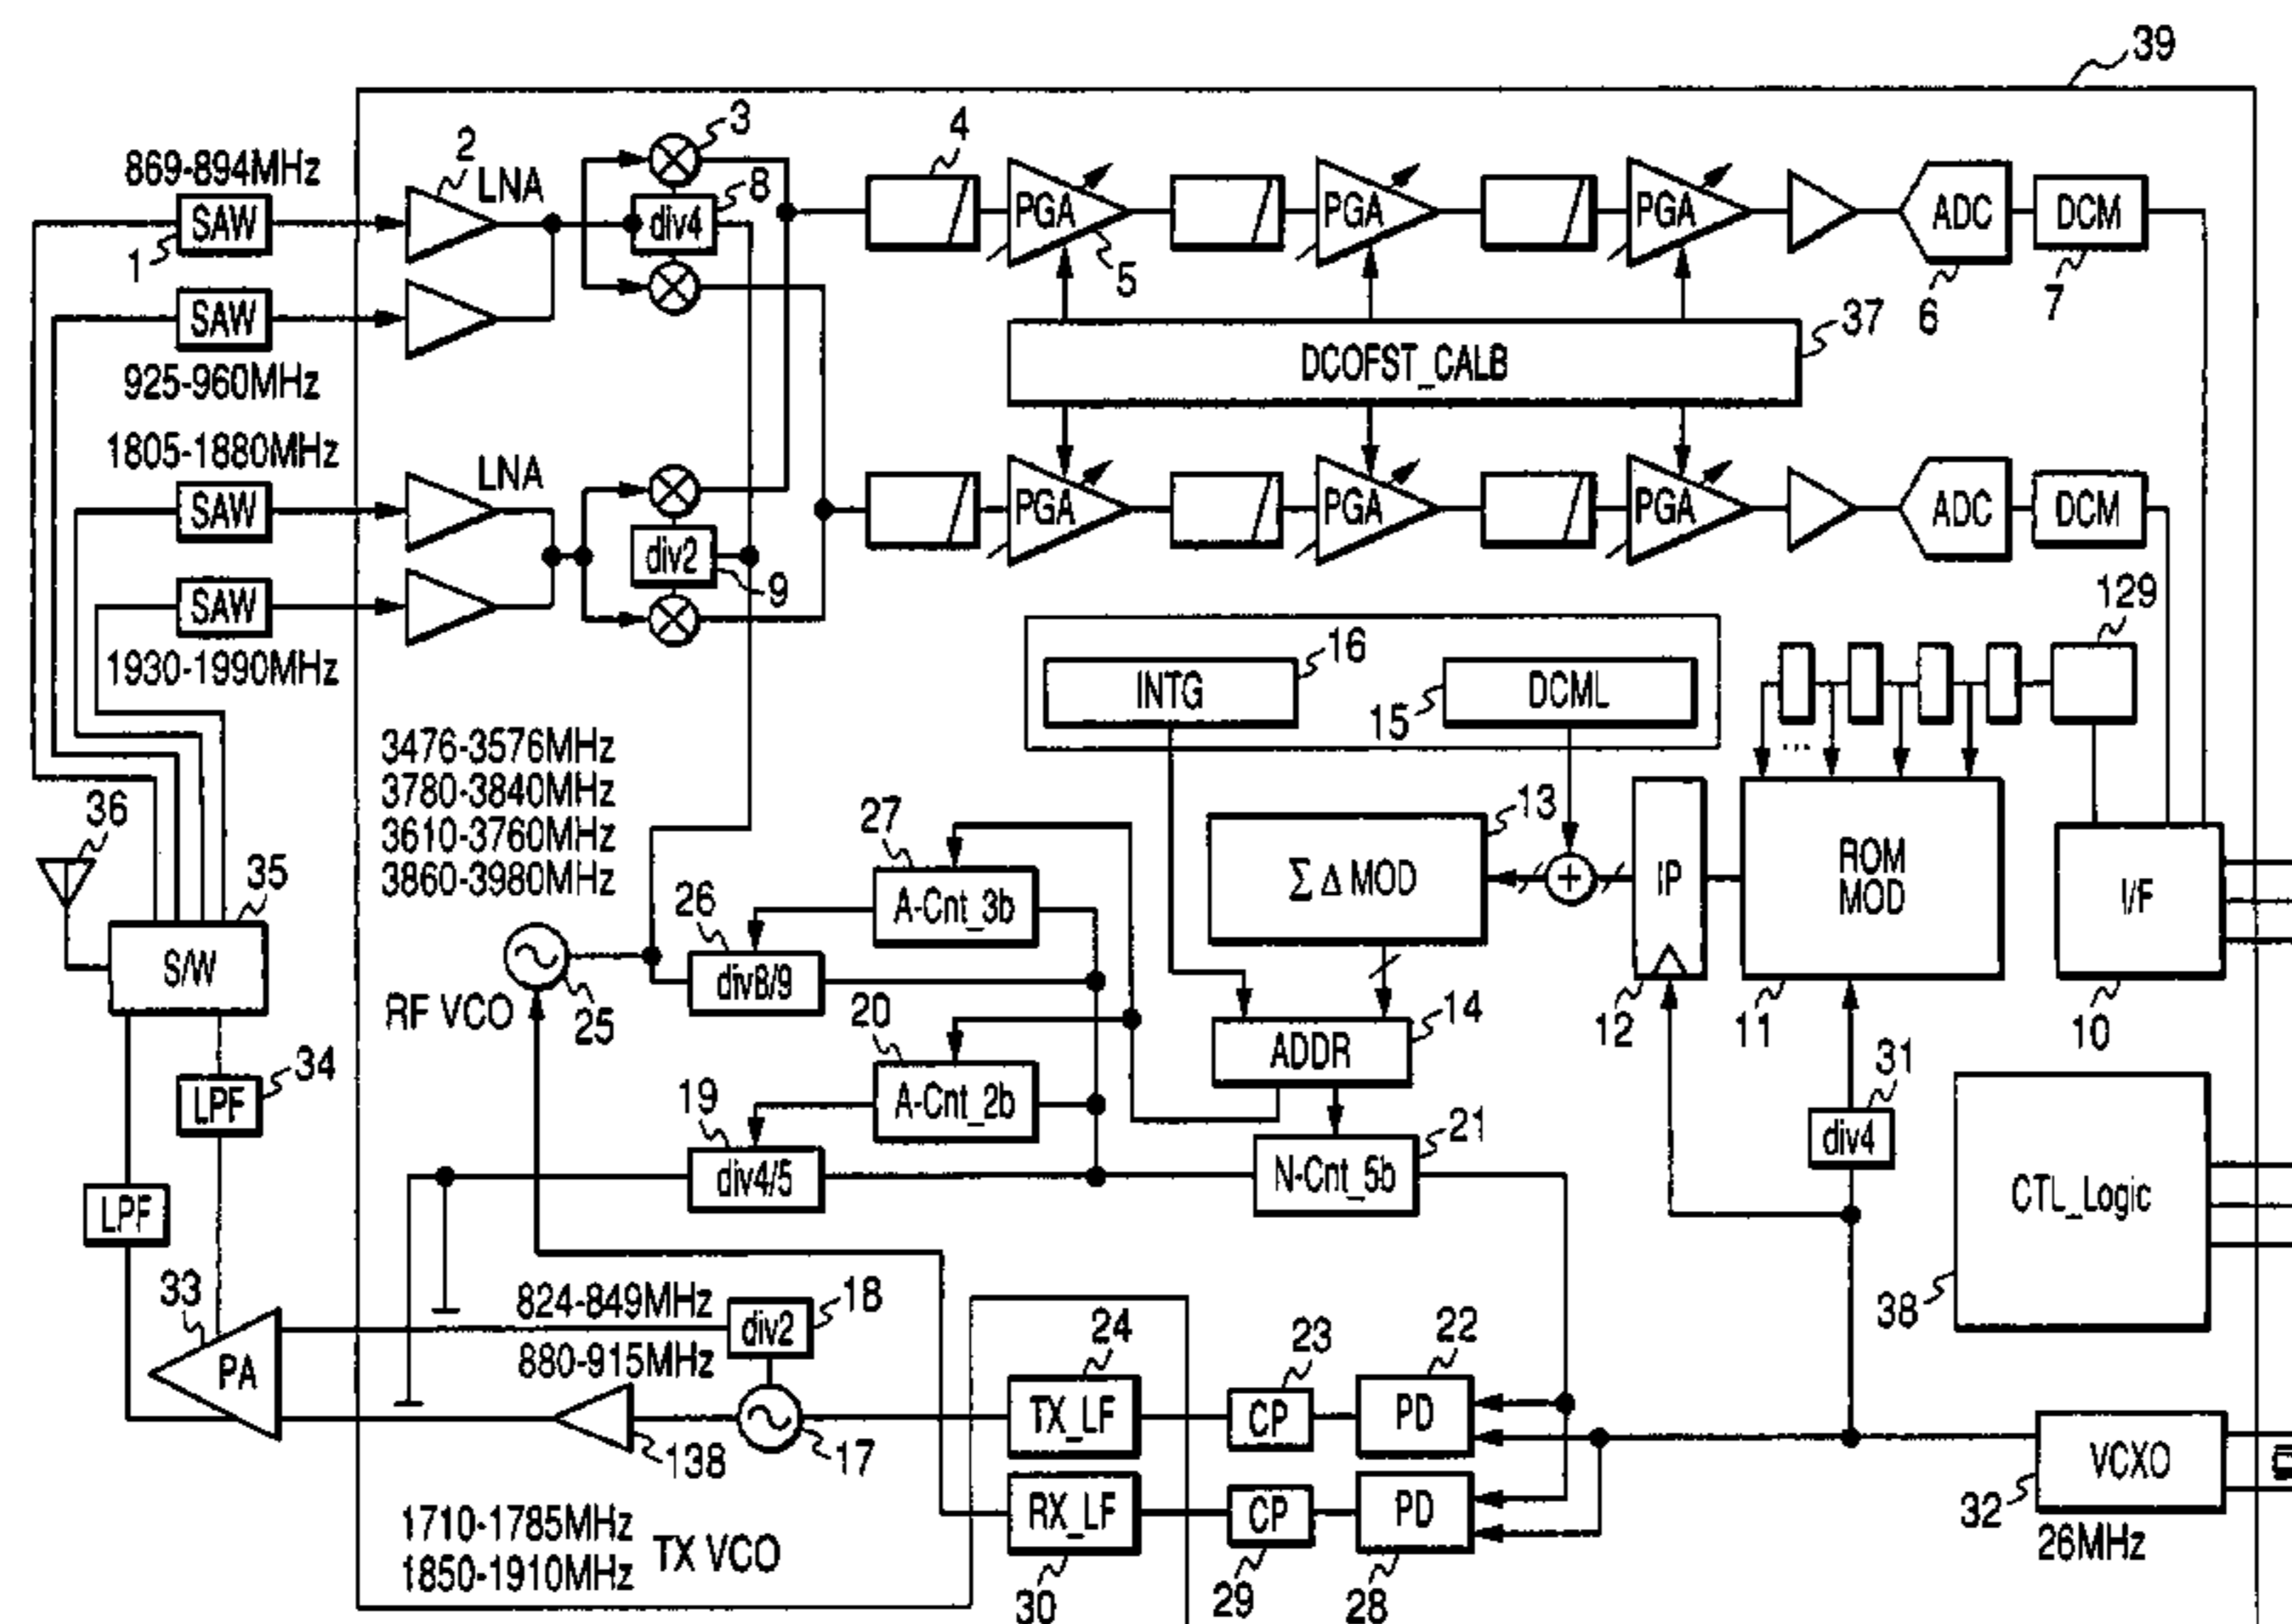 39
869-894MHz
SAW
1
2
LNA
3
div4
8
4
PGA
5
PGA
PGA
ADC
6
DCM
7
SAW
925-960MHz
DCOFST_CALB
37
1805-1880MHz
SAW
LNA
div2
9
PGA
PGA
PGA
ADC
DCM
SAW
1930-1990MHz
129
INTG
16
DCML
15
3476-3576MHz
3780-3840MHz
3610-3760MHz
3860-3980MHz
36
35
S/W
27
A-Cnt_3b
26
div8/9
RF VCO
25
Σ Δ MOD
13
+
IP
12
ROM
MOD
11
I/F
10
20
A-Cnt_2b
19
div4/5
ADDR
14
N-Cnt_5b
21
31
div4
CTL_Logic
38
34
LPF
LPF
33
PA
824-849MHz
880-915MHz
div2
18
138
17
24
TX_LF
23
CP
22
PD
RX_LF
30
CP
29
PD
28
VCXO
32
26MHz
1710-1785MHz
1850-1910MHz
TX VCO